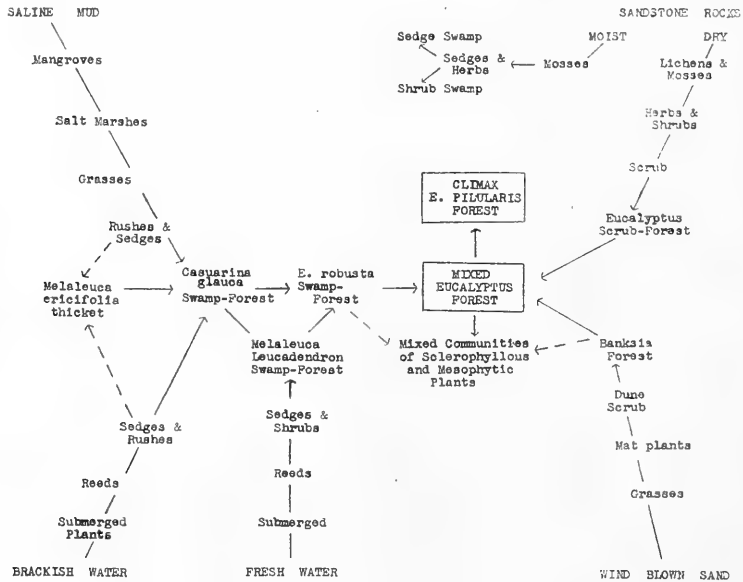 SALINE MUD
SANDSTONE ROCKS
Sedge Swamp
MOIST
DRY
Mangroves
Sedges &
Herbs
Mosses
Lichens &
Mosses
Shrub Swamp
Salt Marshes
Herbs &
Shrubs
Grasses
Scrub
CLIMAX
E. PILULARIS
FOREST
Rushes &
Sedges
Eucalyptus
Scrub-Forest
Melaleuca
ericifolia
thicket
Casuarina
glauca
Swamp-Forest
E. robusta
Swamp-
Forest
MIXED
EUCALYPTUS
FOREST
Melaleuca
Leucadendron
Swamp-Forest
Mixed Communities
of Sclerophyllous
and Mesophytic
Plants
Banksia
Forest
Dune
Scrub
Sedges &
Rushes
Sedges &
Shrubs
Mat plants
Reeds
Reeds
Grasses
Submerged
Plants
Submerged
BRACKISH WATER
FRESH WATER
WIND BLOWN SAND